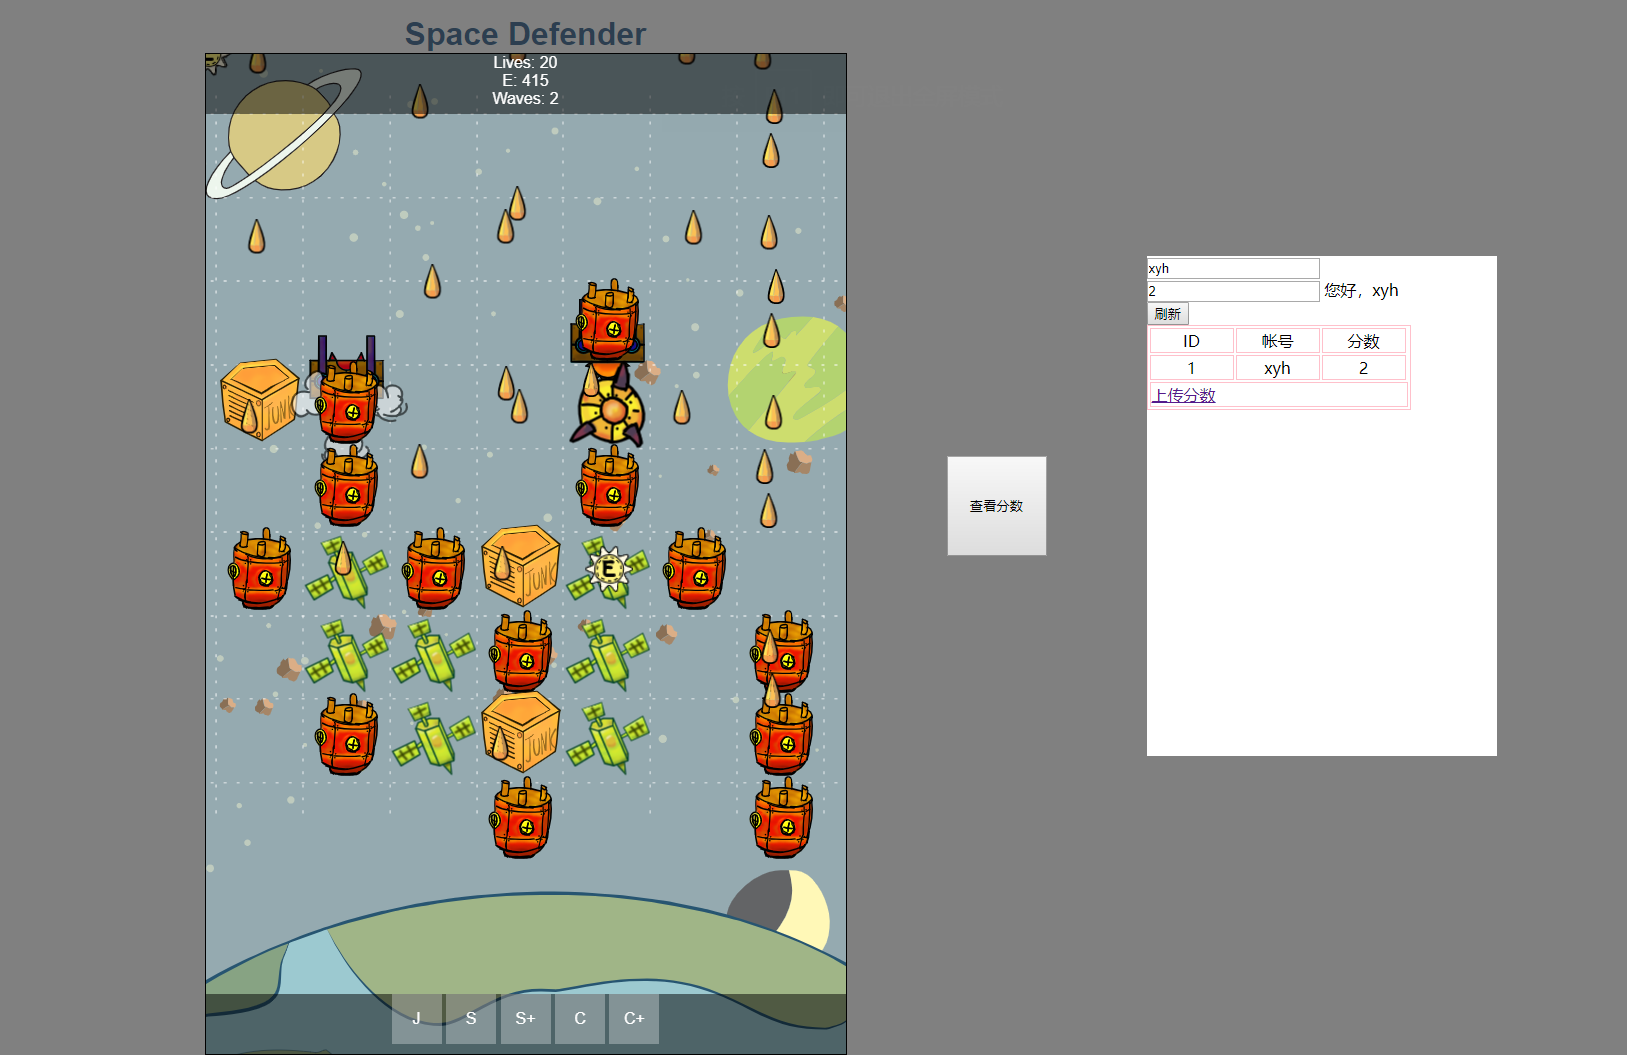 Space Defender
Lives: 20
E: 415
Waves: 2
JUNK
JUNK
E
JUNK
J S S+ C C+
查看分数
xyh
2 您好，xyh
刷新
ID 帐号 分数
1 xyh 2
上传分数